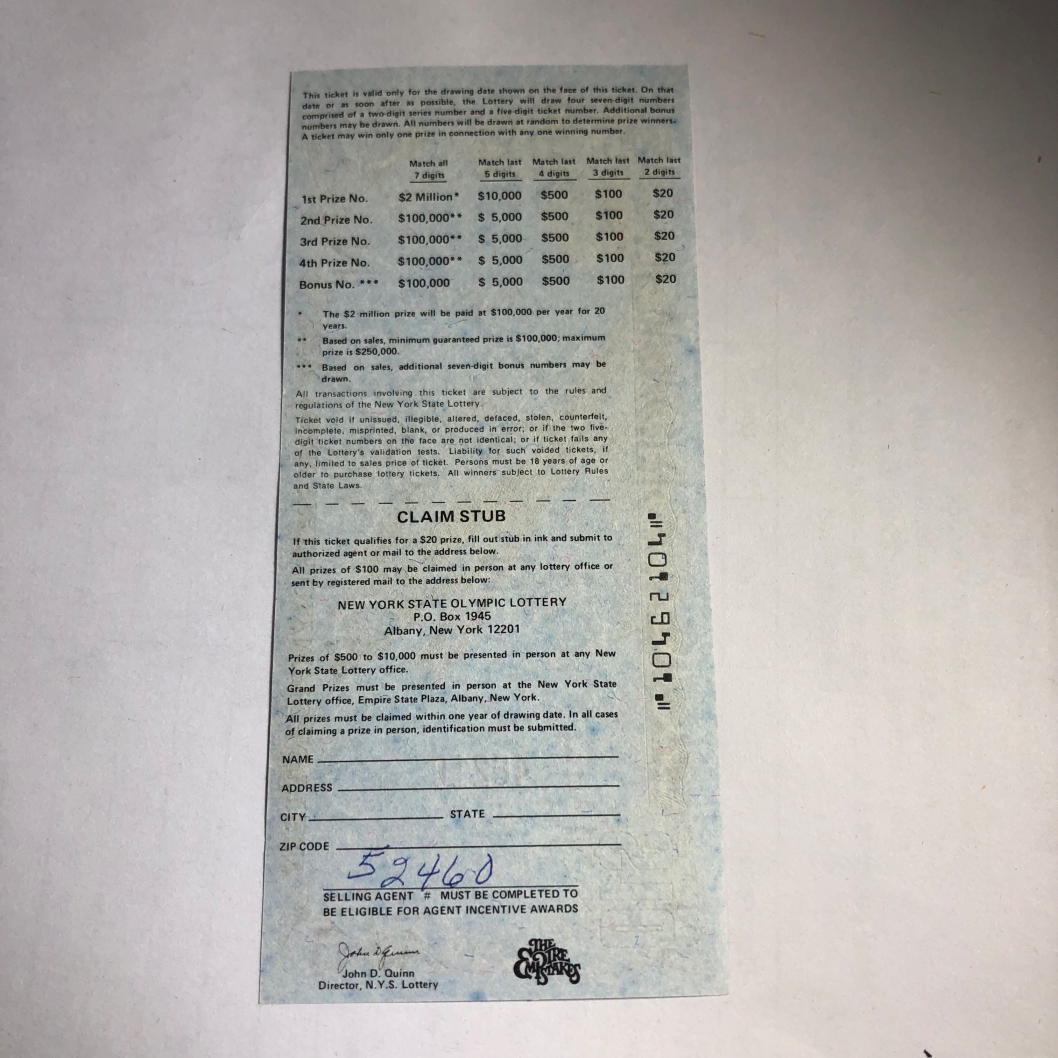 This ticket is valid only for the drawing date shown on the face of this ticket. On that
date or as soon after as possible, the Lottery will draw four seven-digit numbers
comprised of a two-digit series number and a five-digit ticket number. Additional bonus
numbers may be drawn. All numbers will be drawn at random to determine prize winners.
A ticket may win only one prize in connection with any one winning number.
Match all Match last Match last Match last Match last
7 digits 5 digits 4 digits 3 digits 2 digits
1st Prize No. $2 Million* $10,000 $500 $100 $20
2nd Prize No. $100,000** $ 5,000 $500 $100 $20
3rd Prize No. $100,000** $ 5,000 $500 $100 $20
4th Prize No. $100,000** $ 5,000 $500 $100 $20
Bonus No. *** $100,000 $ 5,000 $500 $100 $20
* The $2 million prize will be paid at $100,000 per year for 20
years.
** Based on sales, minimum guaranteed prize is $100,000; maximum
prize is $250,000.
*** Based on sales, additional seven-digit bonus numbers may be
drawn.
All transactions involving this ticket are subject to the rules and
regulations of the New York State Lottery.
Ticket void if unissued, illegible, altered, defaced, stolen, counterfeit,
incomplete, misprinted, blank, or produced in error; or if the two five-
digit ticket numbers on the face are not identical; or if ticket fails any
of the Lottery's validation tests. Liability for such voided tickets, if
any, limited to sales price of ticket. Persons must be 18 years of age or
older to purchase lottery tickets. All winners subject to Lottery Rules
and State Laws.
CLAIM STUB
If this ticket qualifies for a $20 prize, fill out stub in ink and submit to
authorized agent or mail to the address below.
All prizes of $100 may be claimed in person at any lottery office or
sent by registered mail to the address below:
NEW YORK STATE OLYMPIC LOTTERY
P.O. Box 1945
Albany, New York 12201
Prizes of $500 to $10,000 must be presented in person at any New
York State Lottery office.
Grand Prizes must be presented in person at the New York State
Lottery office, Empire State Plaza, Albany, New York.
All prizes must be claimed within one year of drawing date. In all cases
of claiming a prize in person, identification must be submitted.
NAME
ADDRESS
CITY STATE
ZIP CODE
52460
SELLING AGENT # MUST BE COMPLETED TO
BE ELIGIBLE FOR AGENT INCENTIVE AWARDS
John D Quinn
John D. Quinn
Director, N.Y.S. Lottery
THE
EMPIRE
STAKES
10462104